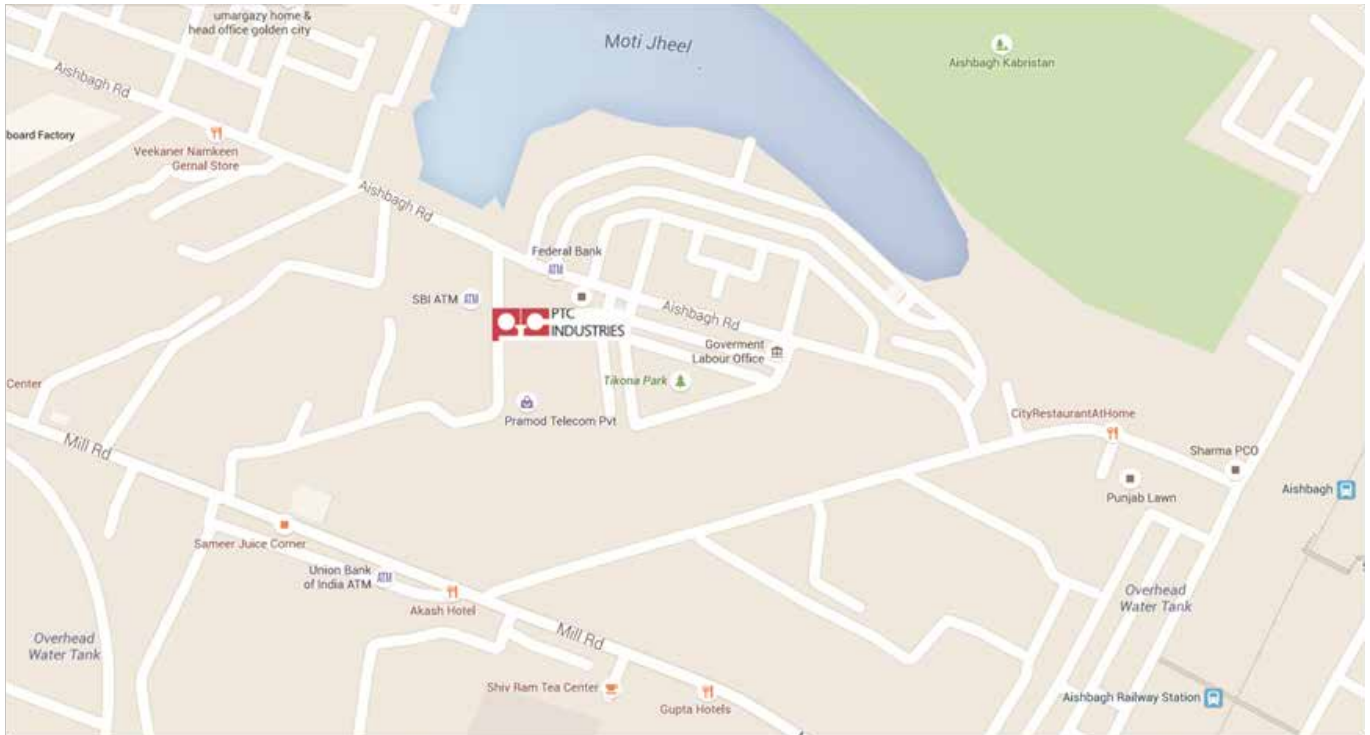 umargazy home &
head office golden city
Moti Jheel
Aishbagh Kabristan
Aishbagh Rd
board Factory
Veekaner Namkeen
Gernal Store
Aishbagh Rd
Federal Bank
ATM
SBI ATM
ATM
PTC
INDUSTRIES
Aishbagh Rd
Goverment
Labour Office
Tikona Park
Center
Pramod Telecom Pvt
CityRestaurantAtHome
Mill Rd
Sharma PCO
Aishbagh
Punjab Lawn
Sameer Juice Corner
Union Bank
of India ATM
ATM
Akash Hotel
Overhead
Water Tank
Mill Rd
Overhead
Water Tank
Shiv Ram Tea Center
Gupta Hotels
Aishbagh Railway Station